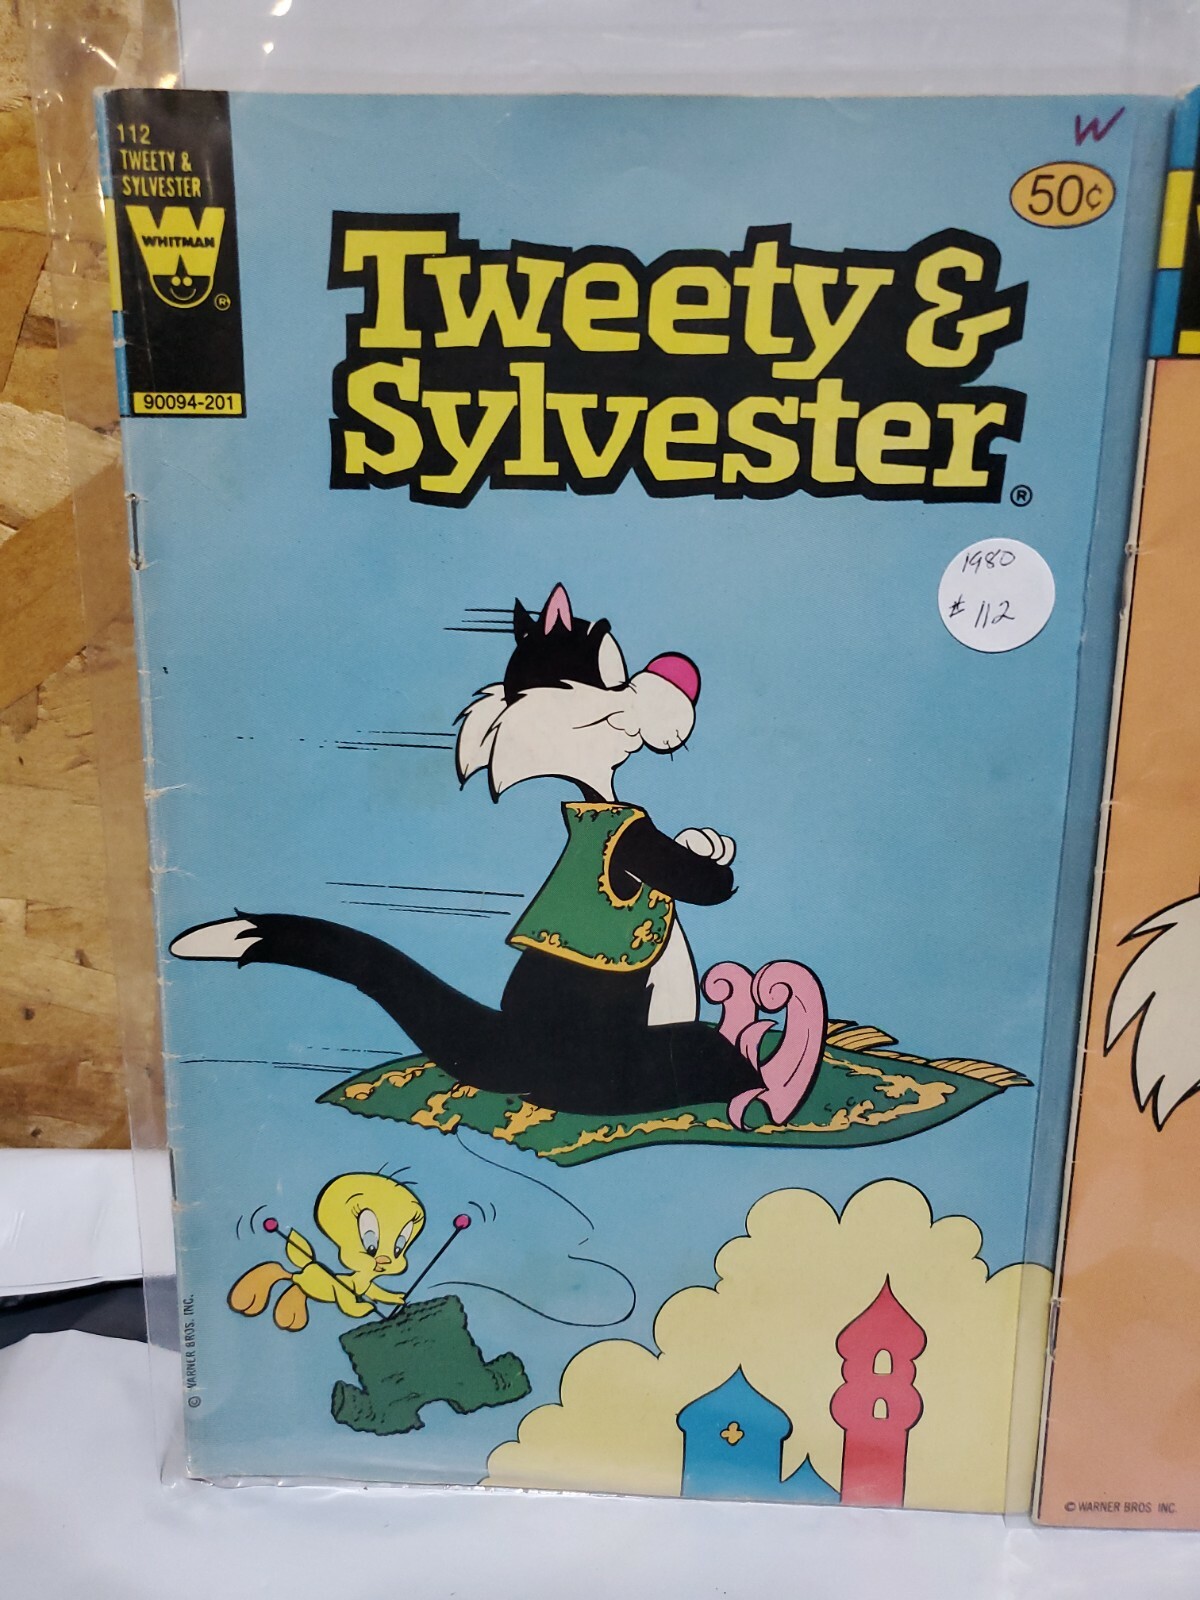 112
TWEETY &
SYLVESTER
WHITMAN
®
90094-201
W
50¢
Tweety &
Sylvester
®
1980
# 112
© WARNER BROS. INC.
© WARNER BROS. INC.